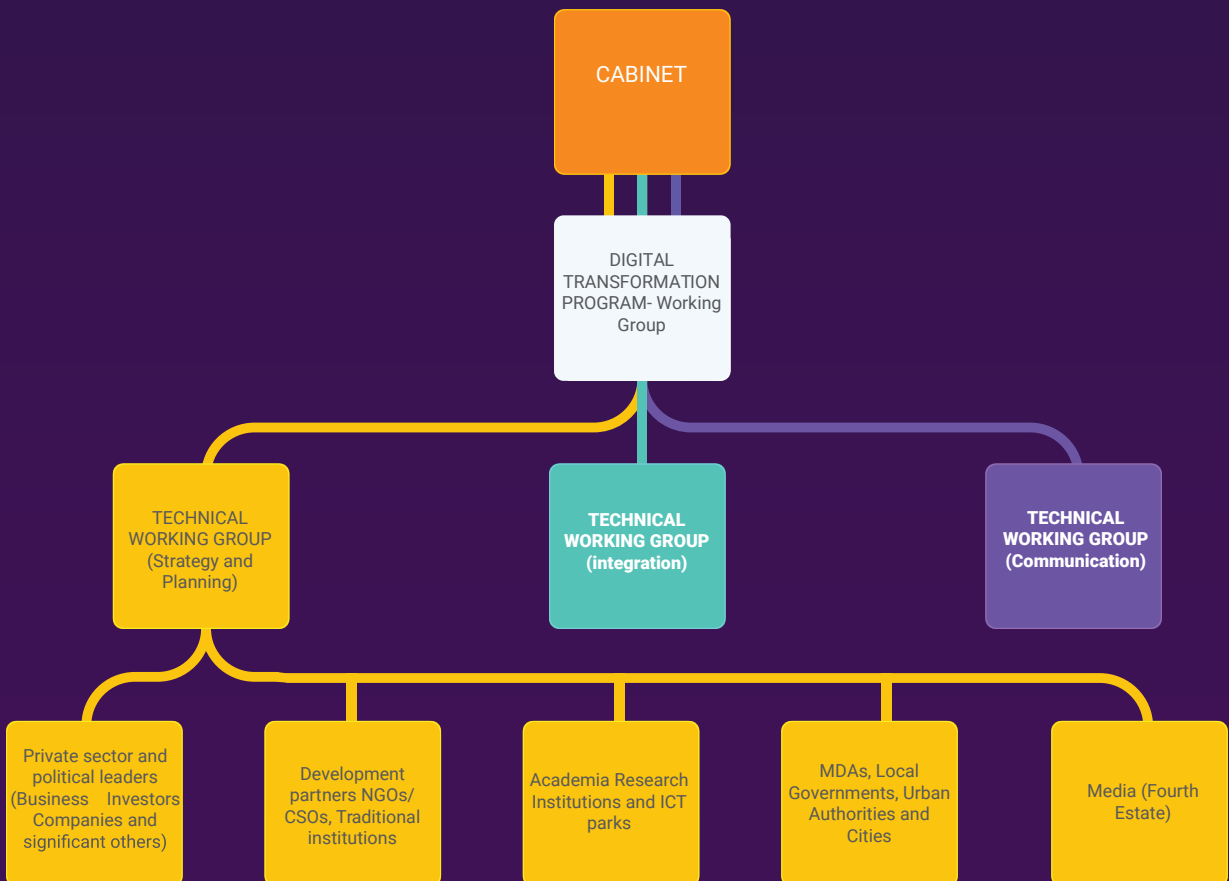 CABINET
DIGITAL
TRANSFORMATION
PROGRAM- Working
Group
TECHNICAL
WORKING GROUP
(Strategy and
Planning)
TECHNICAL
WORKING GROUP
(integration)
TECHNICAL
WORKING GROUP
(Communication)
Private sector and
political leaders
(Business Investors
Companies and
significant others)
Development
partners NGOs/
CSOs, Traditional
institutions
Academia Research
Institutions and ICT
parks
MDAs, Local
Governments, Urban
Authorities and
Cities
Media (Fourth
Estate)